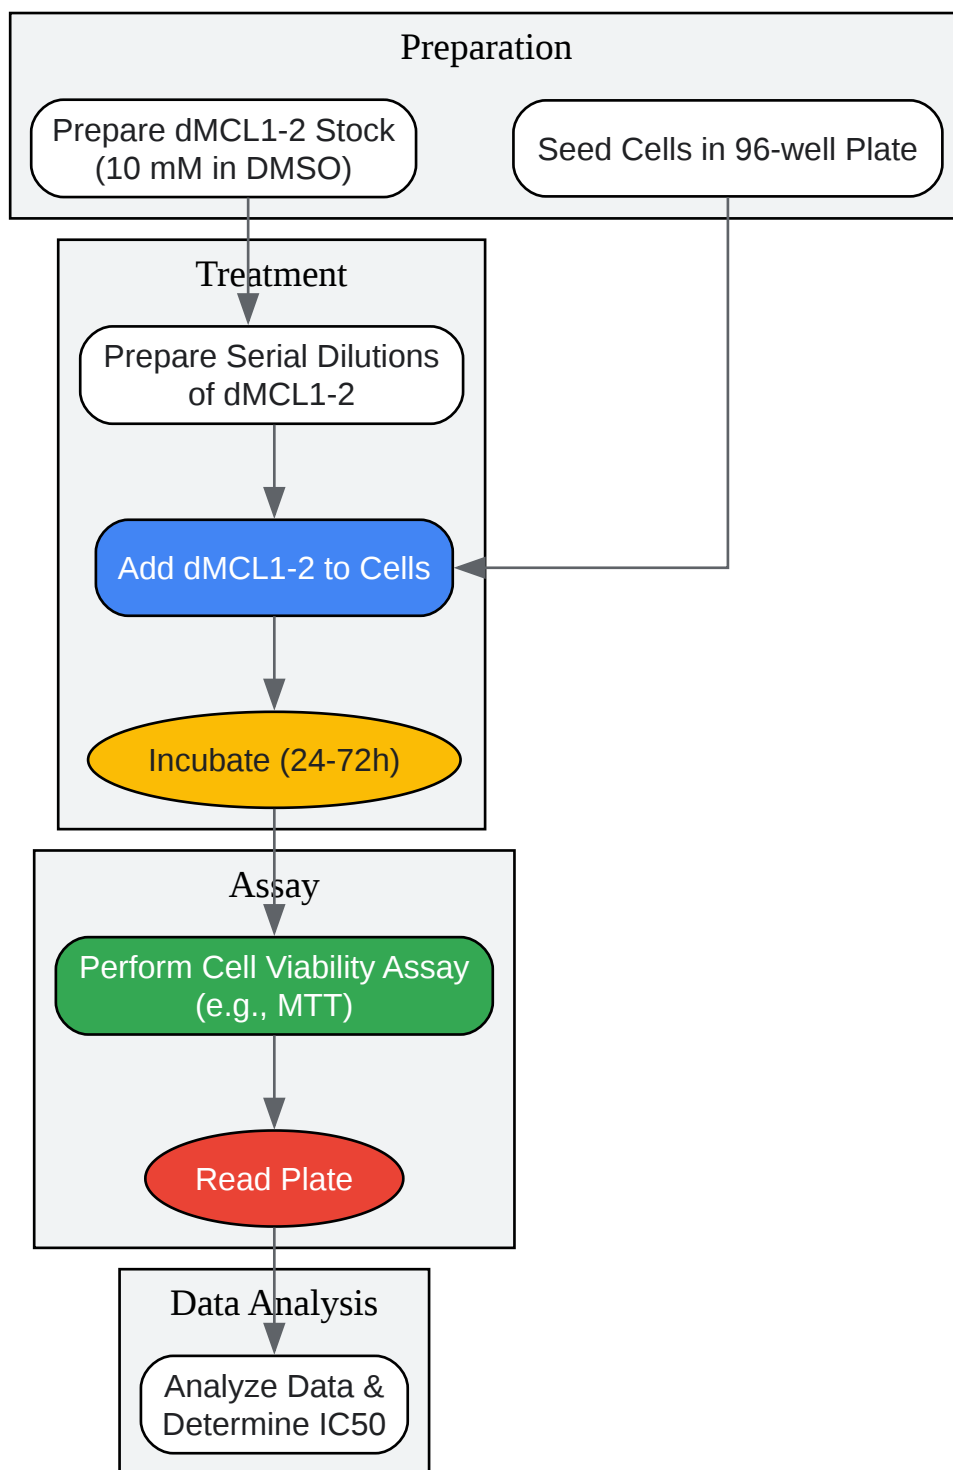 Preparation
Prepare dMCL1-2 Stock
(10 mM in DMSO)
Seed Cells in 96-well Plate
Treatment
Prepare Serial Dilutions
of dMCL1-2
Add dMCL1-2 to Cells
Incubate (24-72h)
Assay
Perform Cell Viability Assay
(e.g., MTT)
Read Plate
Data Analysis
Analyze Data &
Determine IC50